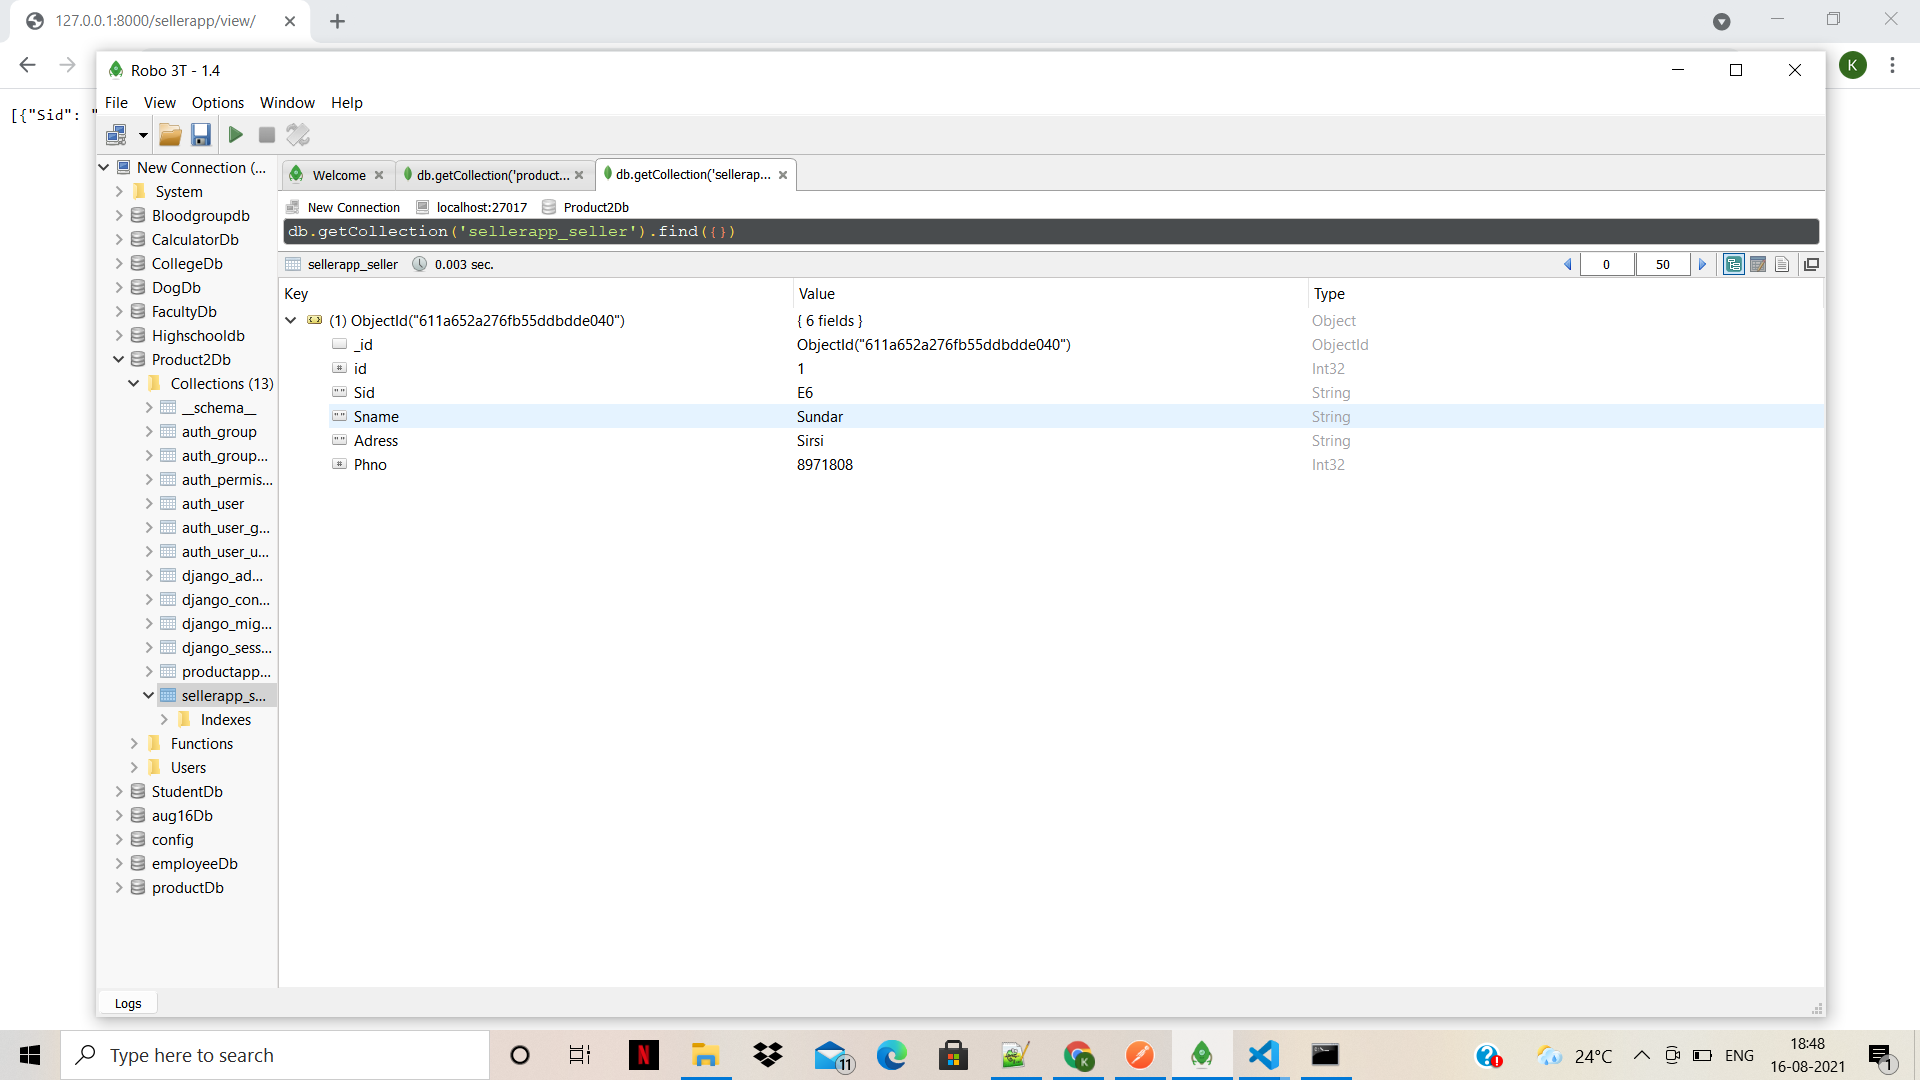 127.0.0.1:8000/sellerapp/view/
K
[{"Sid": "
Robo 3T - 1.4
File View Options Window Help
New Connection (...
System
Bloodgroupdb
CalculatorDb
CollegeDb
DogDb
FacultyDb
Highschooldb
Product2Db
Collections (13)
__schema__
auth_group
auth_group...
auth_permis...
auth_user
auth_user_g...
auth_user_u...
django_ad...
django_con...
django_mig...
django_sess...
productapp...
sellerapp_s...
Indexes
Functions
Users
StudentDb
aug16Db
config
employeeDb
productDb
Welcome db.getCollection('product... db.getCollection('sellerap...
New Connection localhost:27017 Product2Db
db.getCollection('sellerapp_seller').find({})
sellerapp_seller 0.003 sec. 0 50
Key Value Type
(1) ObjectId("611a652a276fb55ddbdde040") { 6 fields } Object
_id ObjectId("611a652a276fb55ddbdde040") ObjectId
id 1 Int32
Sid E6 String
Sname Sundar String
Adress Sirsi String
Phno 8971808 Int32
Logs
Type here to search
N
11
K
24°C
ENG
18:48
16-08-2021
1